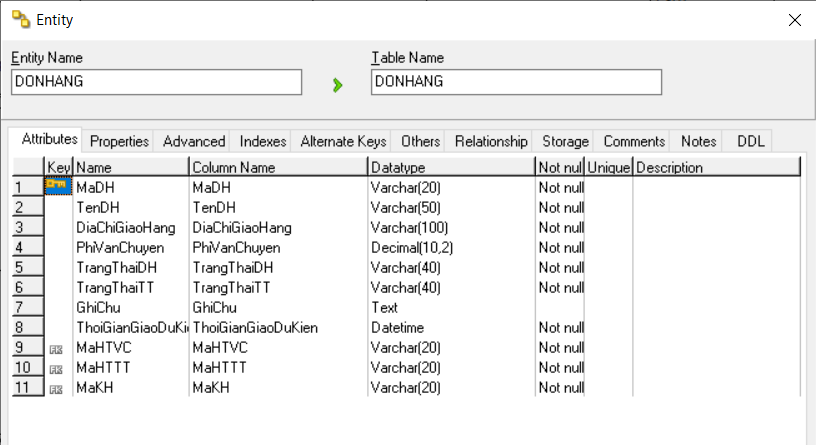 Entity
Entity Name Table Name
DONHANG DONHANG
Attributes Properties Advanced Indexes Alternate Keys Others Relationship Storage Comments Notes DDL
Key Name Column Name Datatype Not nul Unique Description
1 MaDH MaDH Varchar(20) Not null
2 TenDH TenDH Varchar(50) Not null
3 DiaChiGiaoHang DiaChiGiaoHang Varchar(100) Not null
4 PhiVanChuyen PhiVanChuyen Decimal(10,2) Not null
5 TrangThaiDH TrangThaiDH Varchar(40) Not null
6 TrangThaiTT TrangThaiTT Varchar(40) Not null
7 GhiChu GhiChu Text
8 ThoiGianGiaoDuKi ThoiGianGiaoDuKien Datetime Not null
9 FK MaHTVC MaHTVC Varchar(20) Not null
10 FK MaHTTT MaHTTT Varchar(20) Not null
11 FK MaKH MaKH Varchar(20) Not null